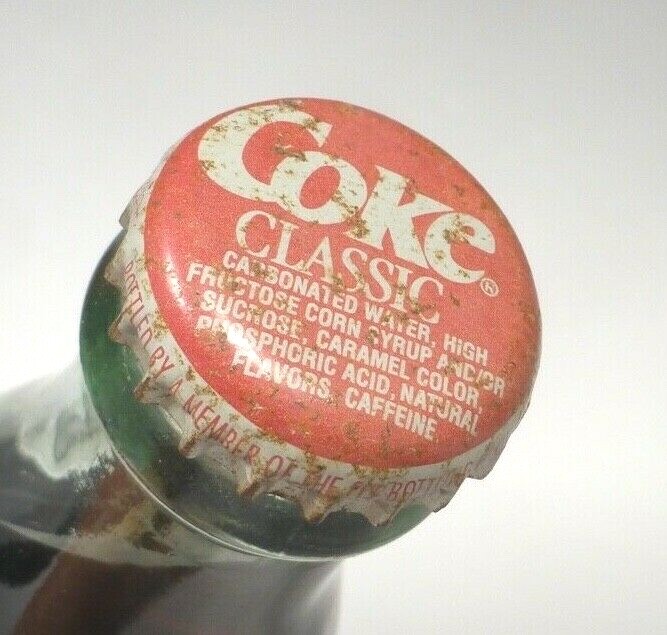 Coke
CLASSIC®
CARBONATED WATER, HIGH
FRUCTOSE CORN SYRUP AND/OR
SUCROSE, CARAMEL COLOR,
PHOSPHORIC ACID, NATURAL
FLAVORS, CAFFEINE
BOTTLED BY A MEMBER OF THE